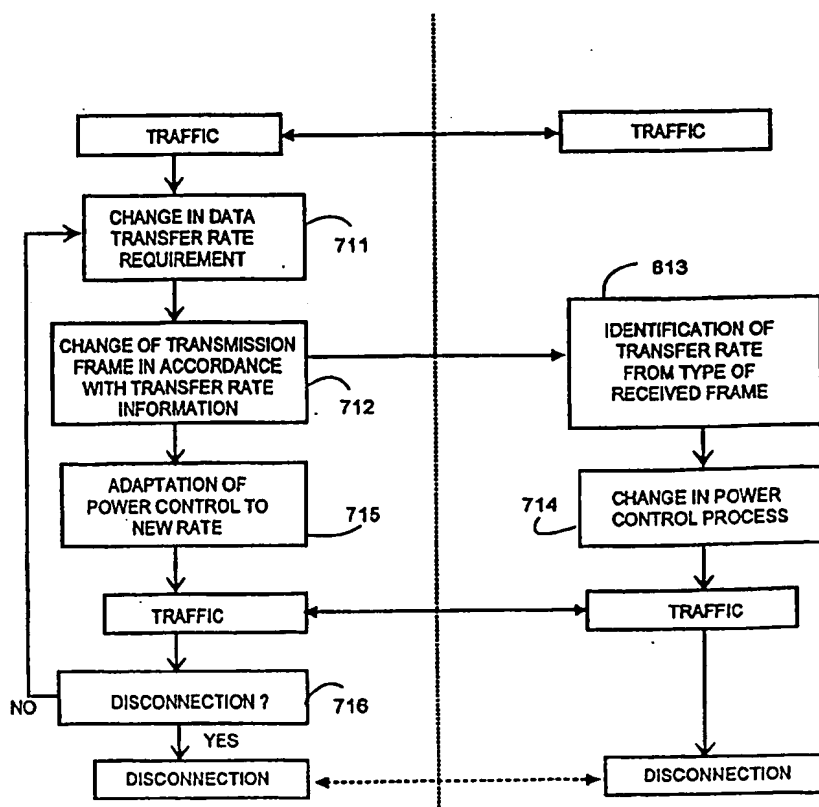 TRAFFIC
TRAFFIC
CHANGE IN DATA
TRANSFER RATE
REQUIREMENT
711
813
CHANGE OF TRANSMISSION
FRAME IN ACCORDANCE
WITH TRANSFER RATE
INFORMATION
712
IDENTIFICATION OF
TRANSFER RATE
FROM TYPE OF
RECEIVED FRAME
ADAPTATION OF
POWER CONTROL TO
NEW RATE
715
714
CHANGE IN POWER
CONTROL PROCESS
TRAFFIC
TRAFFIC
DISCONNECTION ?
716
NO
YES
DISCONNECTION
DISCONNECTION